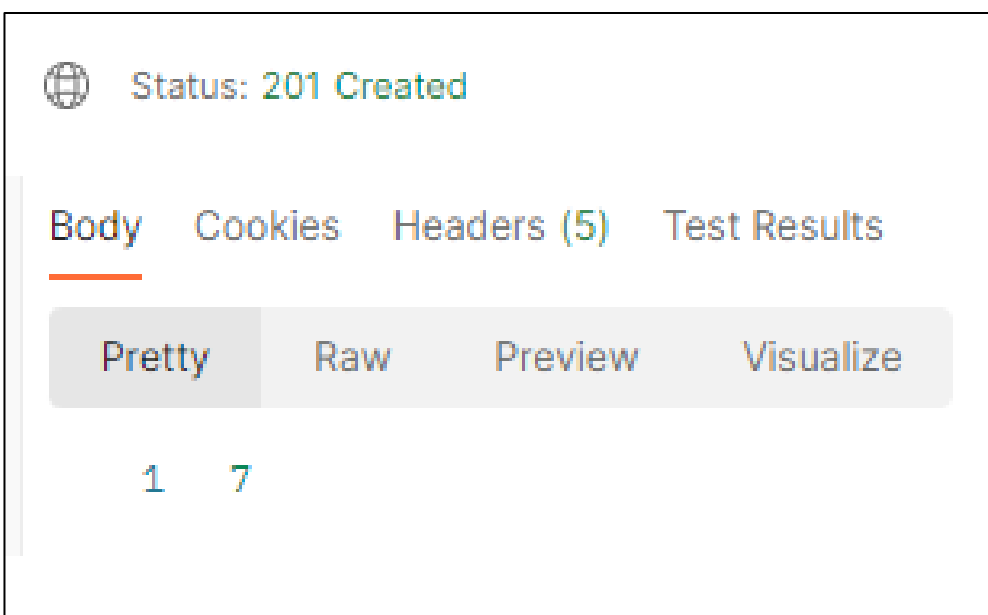 Status: 201 Created
Body Cookies Headers (5) Test Results
Pretty Raw Preview Visualize
1 7